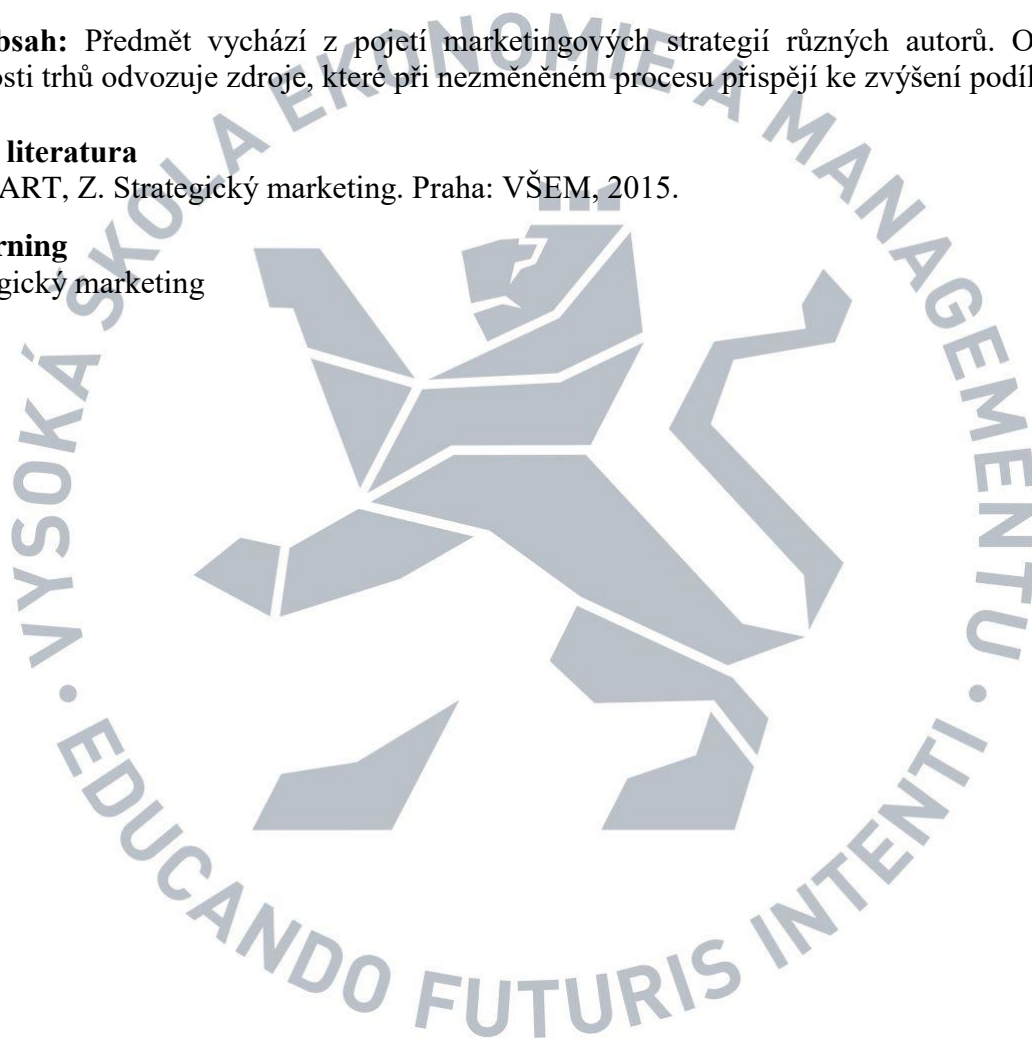 bsah: Předmět vychází z pojetí marketingových strategií různých autorů. O
osti trhů odvozuje zdroje, které při nezměněném procesu přispějí ke zvýšení podíl
literatura
ART, Z. Strategický marketing. Praha: VŠEM, 2015.
rning
gický marketing
VYSOKÁ ŠKOLA EKONOMIE A MANAGEMENTU
• EDUCANDO FUTURIS INTENTI •